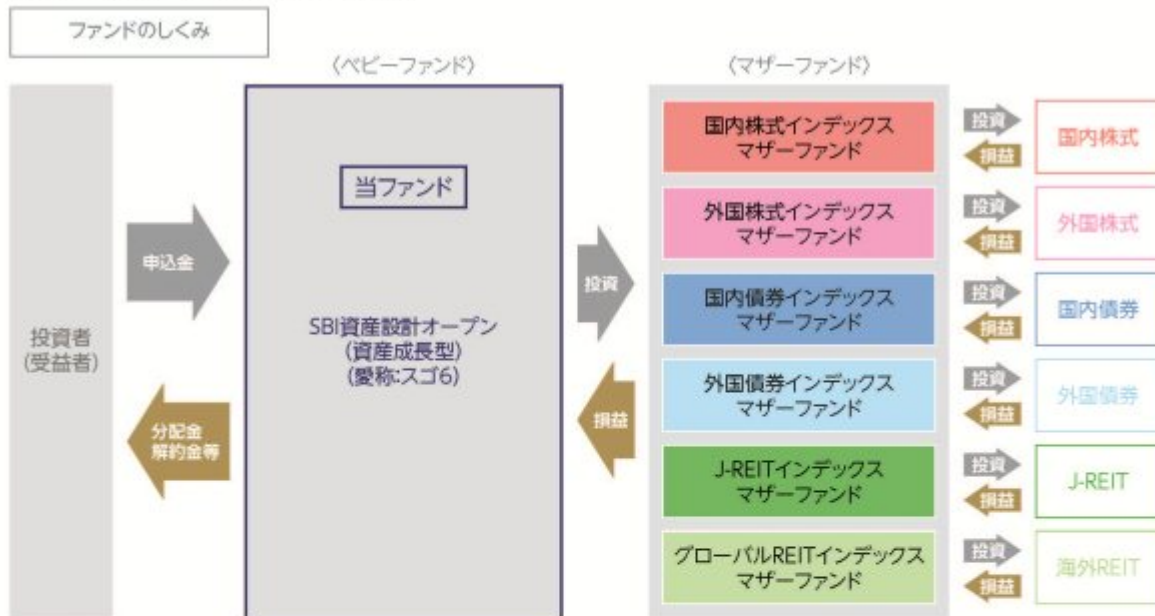 ファンドのしくみ
〈ベビーファンド〉
〈マザーファンド〉
投資者
(受益者)
申込金
分配金
解約金等
当ファンド
SBI資産設計オープン
(資産成長型)
(愛称:スゴ6)
投資
損益
国内株式インデックス
マザーファンド
投資
損益
国内株式
外国株式インデックス
マザーファンド
投資
損益
外国株式
国内債券インデックス
マザーファンド
投資
損益
国内債券
外国債券インデックス
マザーファンド
投資
損益
外国債券
J-REITインデックス
マザーファンド
投資
損益
J-REIT
グローバルREITインデックス
マザーファンド
投資
損益
海外REIT